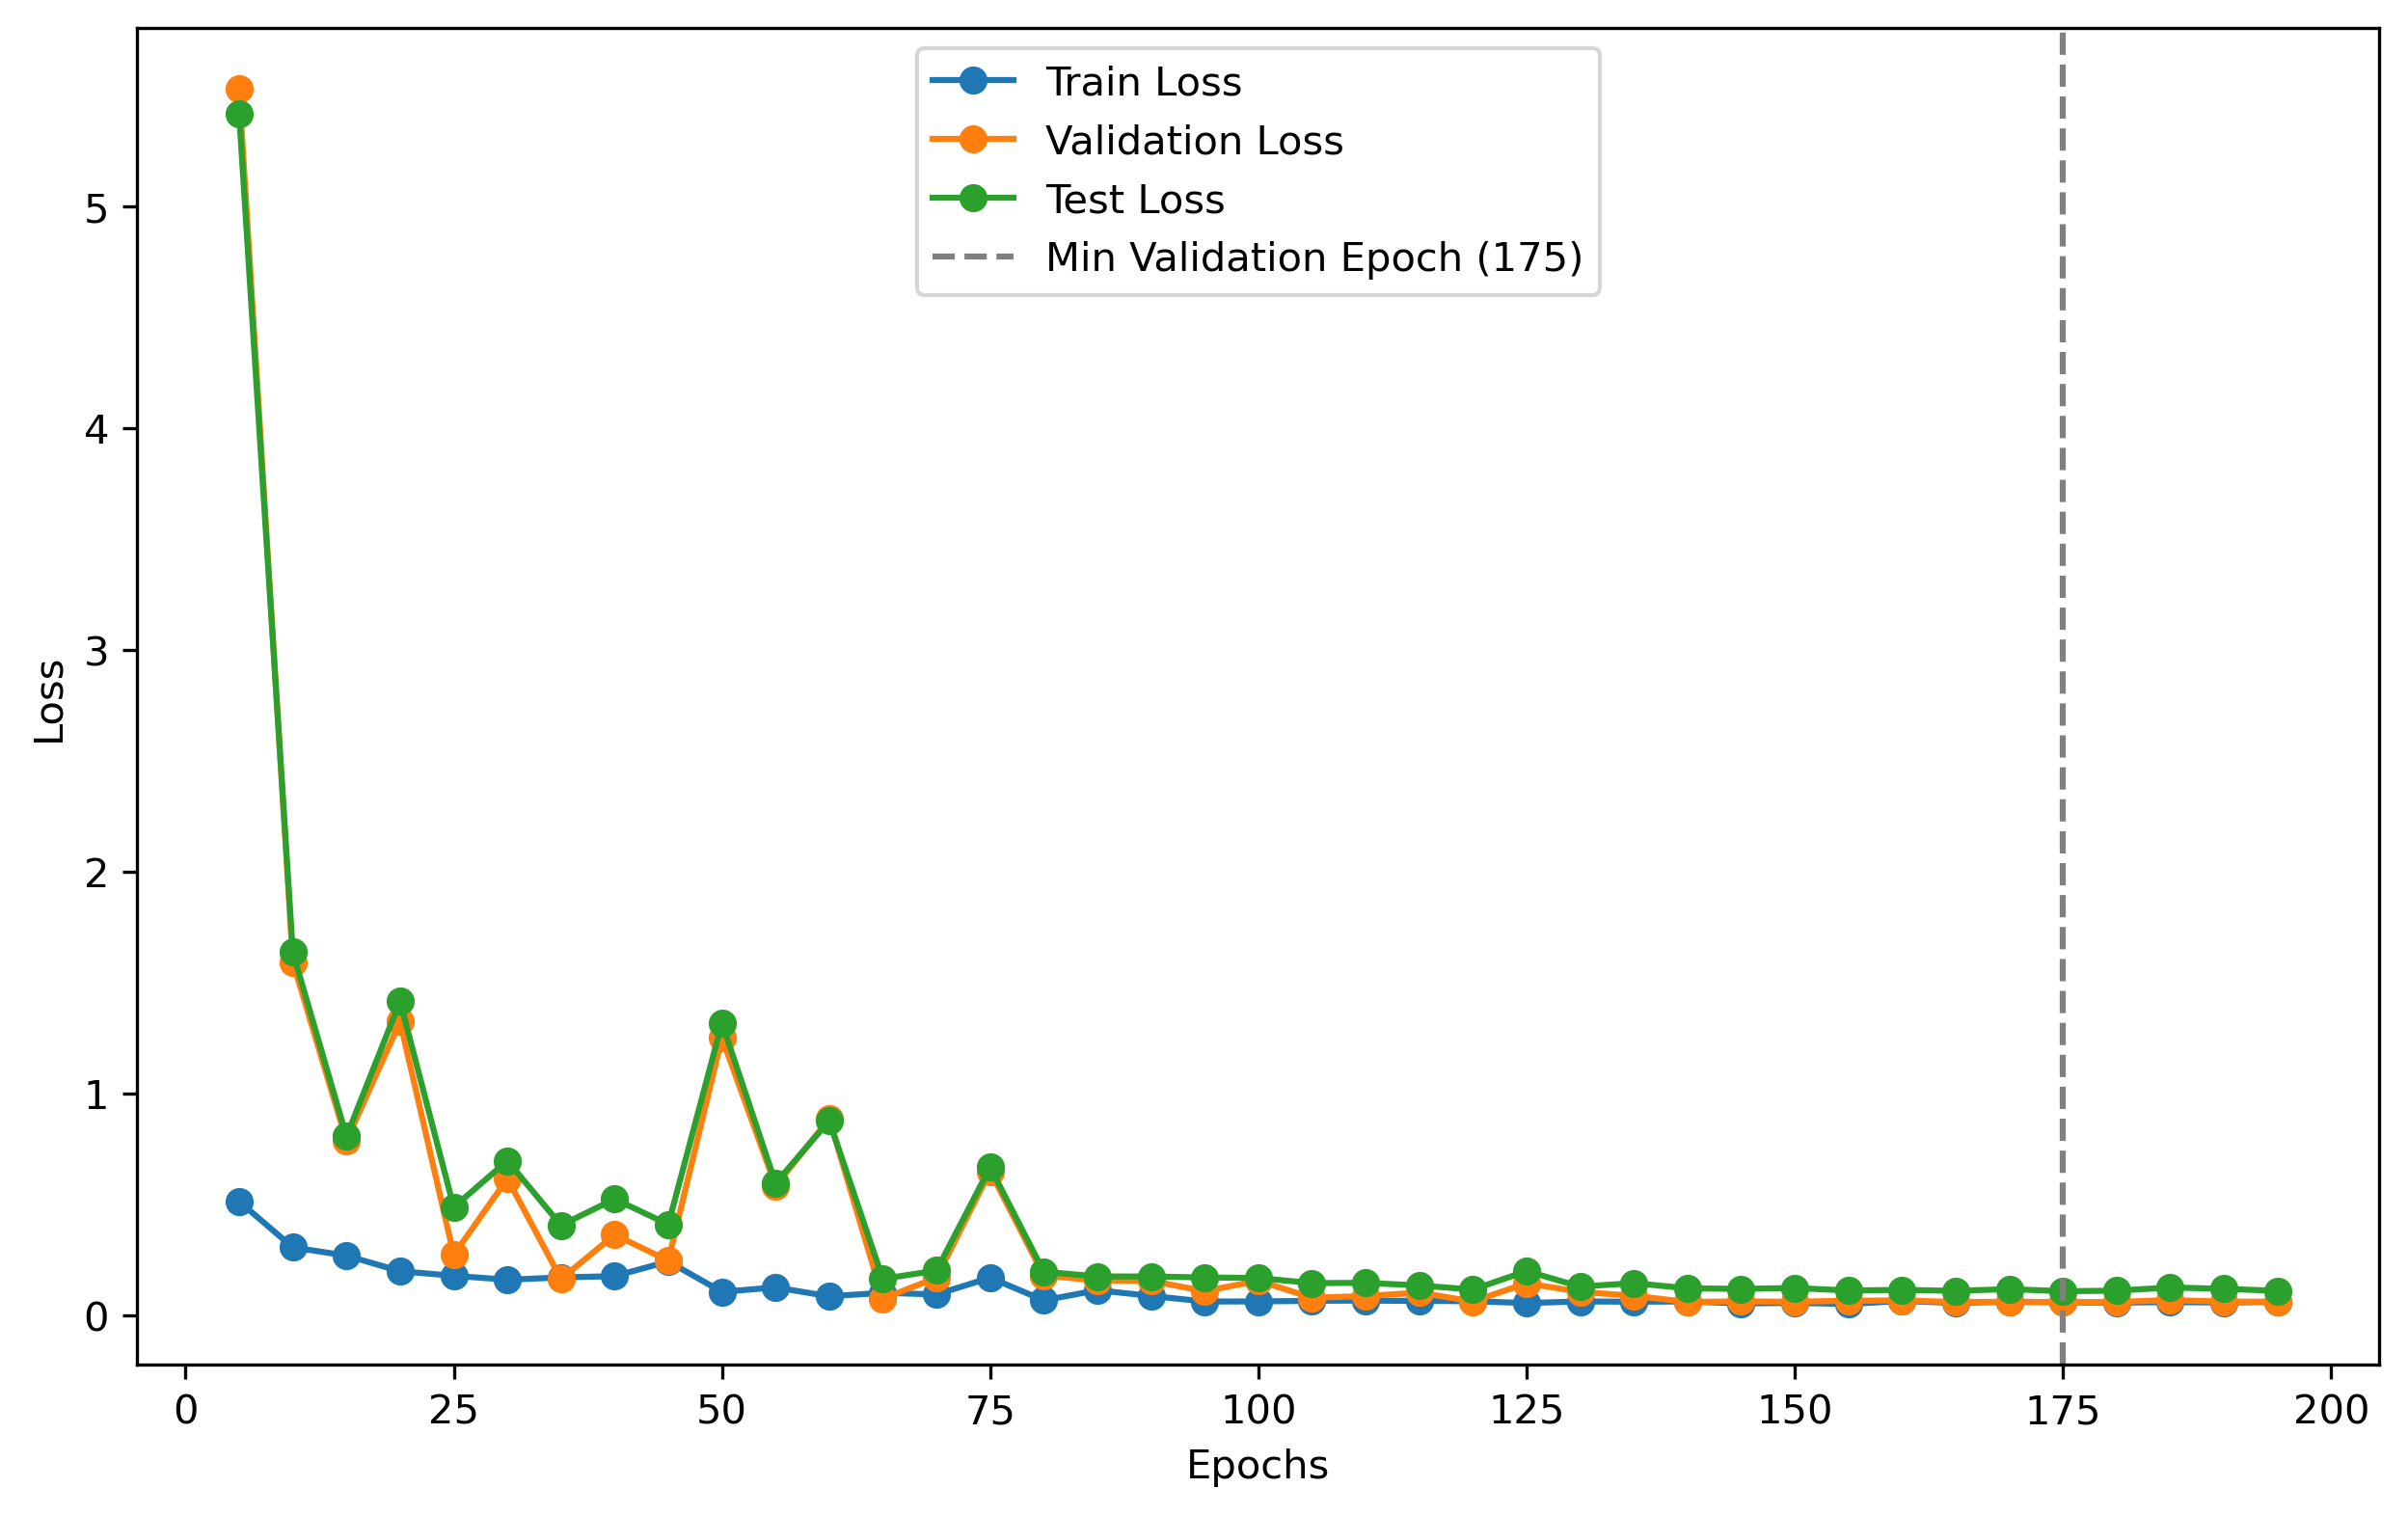 Train Loss
Validation Loss
Test Loss
Min Validation Epoch (175)
5
4
3
2
1
0
Loss
0 25 50 75 100 125 150 175 200
Epochs